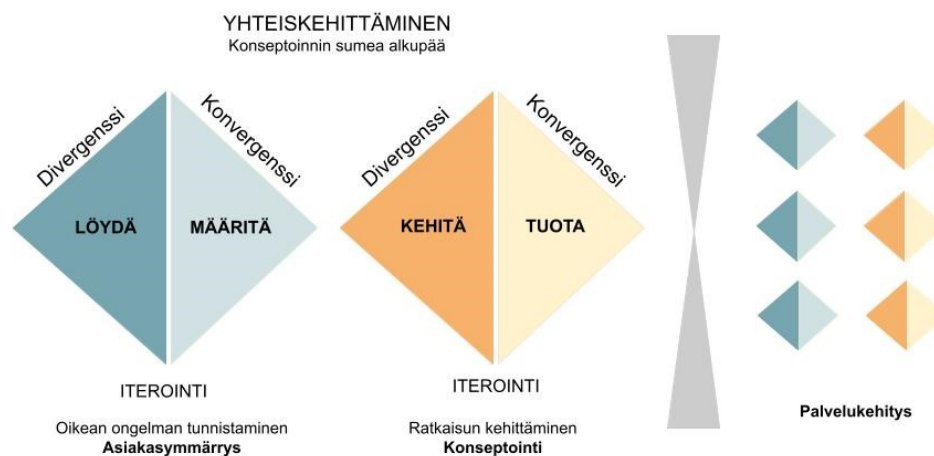 YHTEISKEHITTÄMINEN
Konseptoinnin sumea alkupää
Divergenssi
Konvergenssi
LÖYDÄ
MÄÄRITÄ
Divergenssi
Konvergenssi
KEHITÄ
TUOTA
ITEROINTI
Oikean ongelman tunnistaminen
Asiakasymmärrys
ITEROINTI
Ratkaisun kehittäminen
Konseptointi
Palvelukehitys